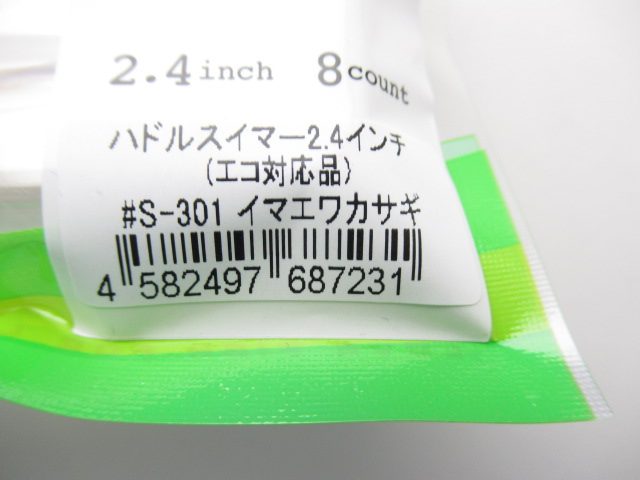 2.4inch 8count
ハドルスイマー2.4インチ
(エコ対応品)
#S-301 イマエワカサギ
4 582497 687231